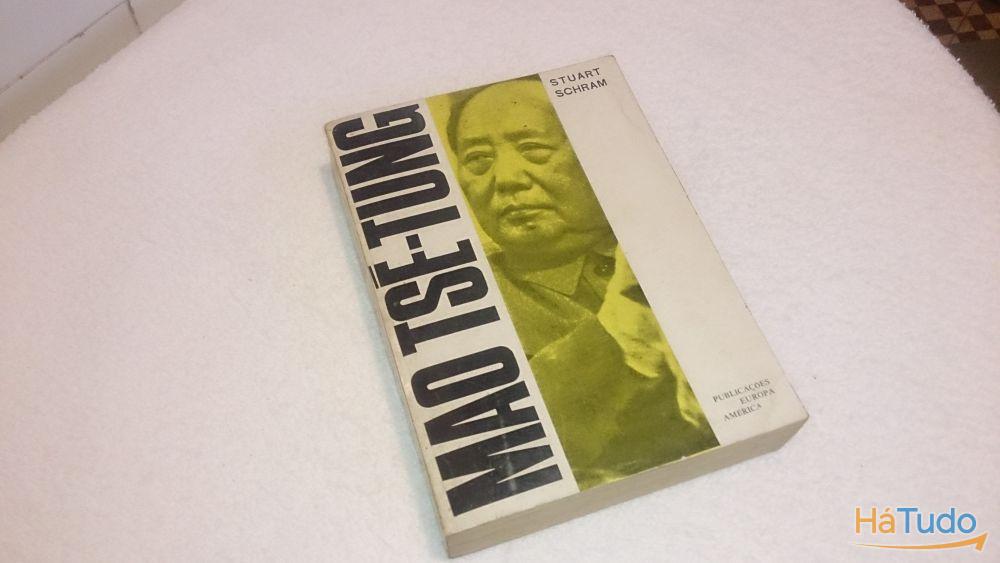 MAO TSÉ-TUNG
STUART
SCHRAM
PUBLICAÇÕES
EUROPA
AMÉRICA
HáTudo